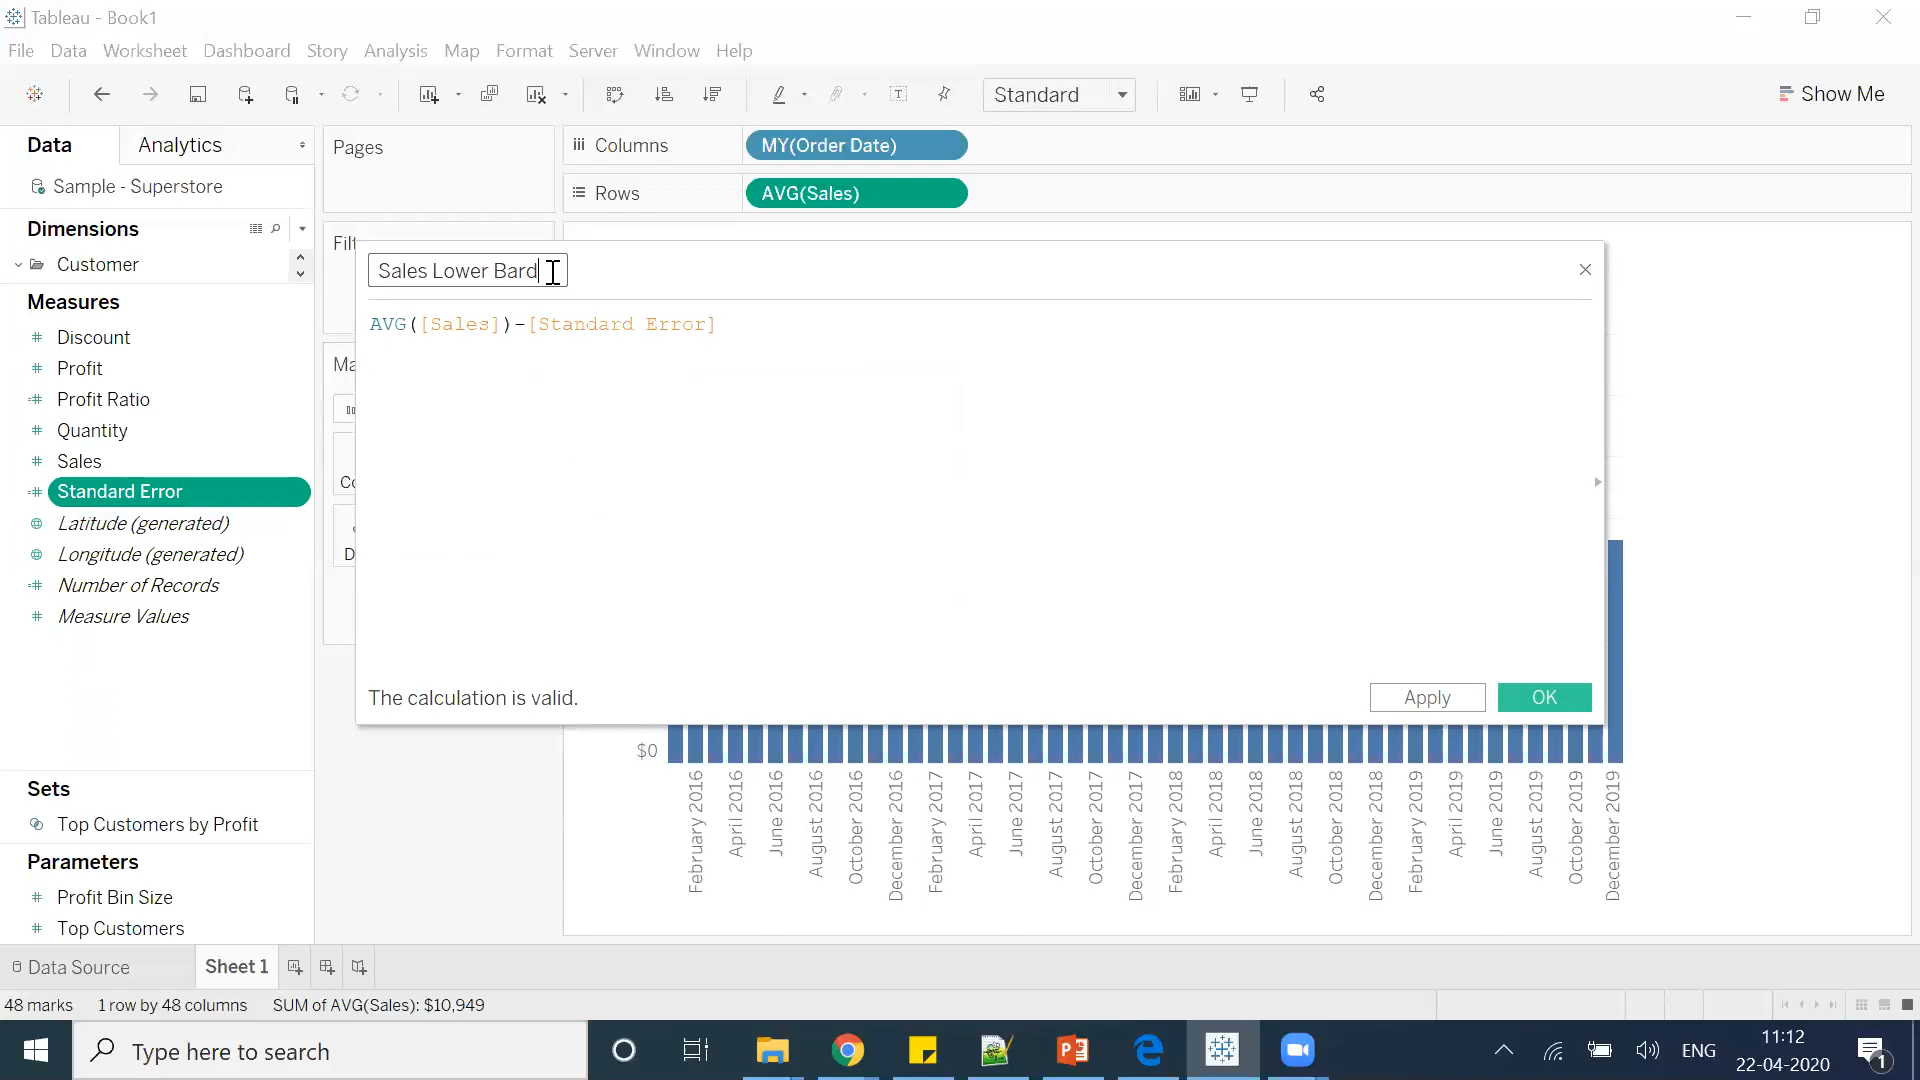 Tableau - Book1
File Data Worksheet Dashboard Story Analysis Map Format Server Window Help
Standard
Show Me
Data Analytics
Pages
Columns MY(Order Date)
Sample - Superstore
Rows AVG(Sales)
Dimensions
Customer
Measures
Discount
Profit
Profit Ratio
Quantity
Sales
Standard Error
Latitude (generated)
Longitude (generated)
Number of Records
Measure Values
Sets
Top Customers by Profit
Parameters
Profit Bin Size
Top Customers
Filt
Ma
Co
D
Sales Lower Bard
AVG([Sales])-[Standard Error]
The calculation is valid.
Apply
OK
$0
February 2016
April 2016
June 2016
August 2016
October 2016
December 2016
February 2017
April 2017
June 2017
August 2017
October 2017
December 2017
February 2018
April 2018
June 2018
August 2018
October 2018
December 2018
February 2019
April 2019
June 2019
August 2019
October 2019
December 2019
Data Source Sheet 1
48 marks 1 row by 48 columns SUM of AVG(Sales): $10,949
Type here to search
ENG
11:12
22-04-2020
1